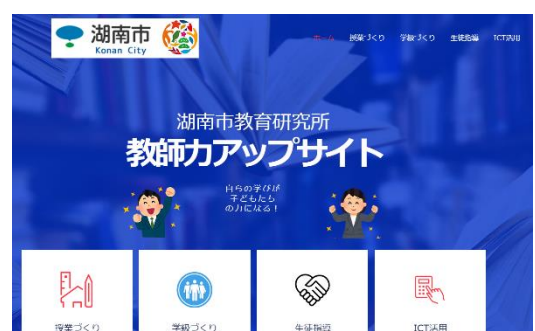 湖南市
Konan City
ホーム 授業づくり 学級づくり 生徒指導 ICT活用
湖南市教育研究所
教師力アップサイト
自らの学びが
子どもたち
の力になる！
授業づくり 学級づくり 生徒指導 ICT活用